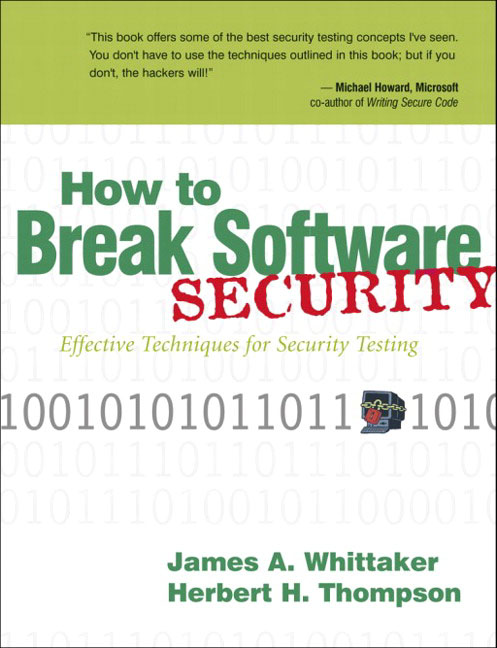 "This book offers some of the best security testing concepts I've seen.
You don't have to use the techniques outlined in this book; but if you
don't, the hackers will!"
— Michael Howard, Microsoft
co-author of Writing Secure Code
How to
Break Software
SECURITY
Effective Techniques for Security Testing
10010101011011 1010
James A. Whittaker
Herbert H. Thompson